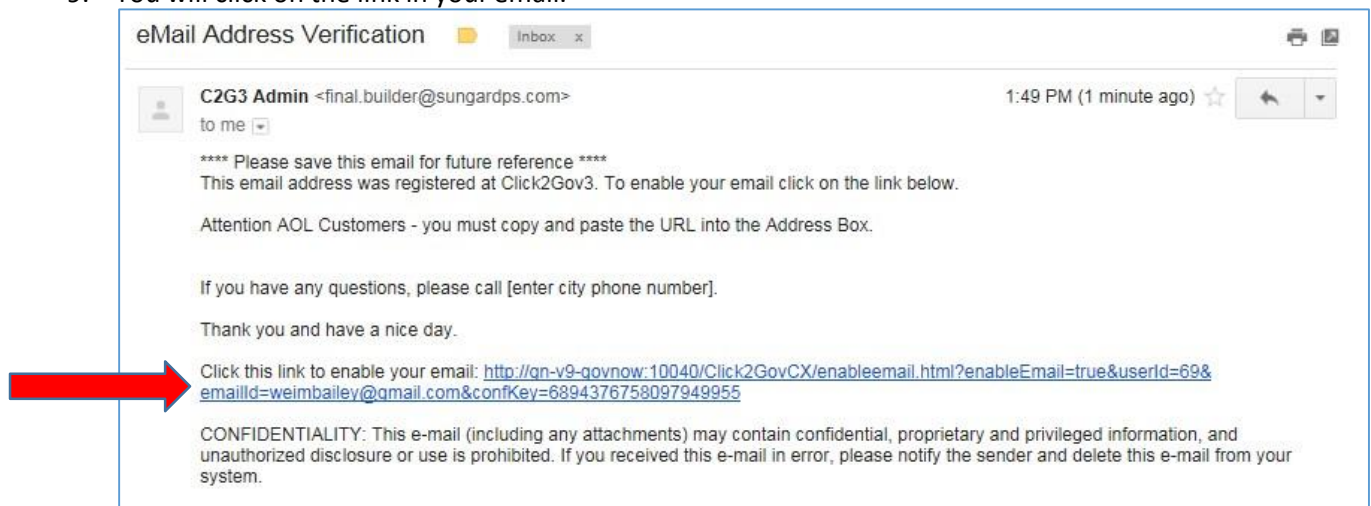 You will click on the link in your email.
eMail Address Verification Inbox x
C2G3 Admin <final.builder@sungardps.com> 1:49 PM (1 minute ago)
to me
**** Please save this email for future reference ****
This email address was registered at Click2Gov3. To enable your email click on the link below.
Attention AOL Customers - you must copy and paste the URL into the Address Box.
If you have any questions, please call [enter city phone number].
Thank you and have a nice day.
Click this link to enable your email: http://gn-v9-govnow:10040/Click2GovCX/enableemail.html?enableEmail=true&userId=69&
emailId=weimbailey@gmail.com&confKey=6894376758097949955
CONFIDENTIALITY: This e-mail (including any attachments) may contain confidential, proprietary and privileged information, and
unauthorized disclosure or use is prohibited. If you received this e-mail in error, please notify the sender and delete this e-mail from your
system.